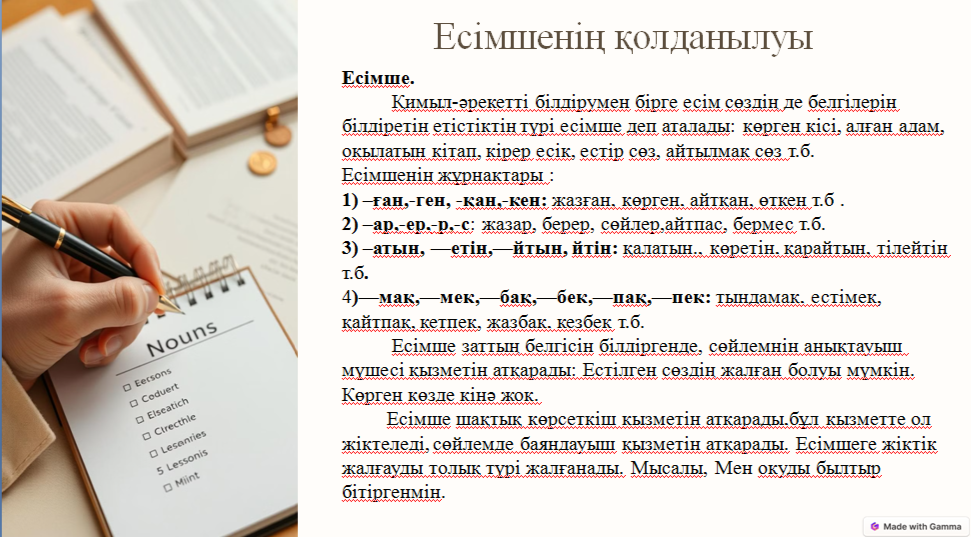 Есімшенің қолданылуы
Есімше.
Қимыл-әрекетті білдірумен бірге есім сөздің де белгілерін
білдіретін етістіктің түрі есімше деп аталады: көрген кісі, алған адам,
оқылатын кітап, кірер есік, естір сөз, айтылмақ сөз т.б.
Есімшенің жұрнақтары :
1) –ған,-ген, -қан,-кен: жазған, көрген, айтқан, өткен т.б .
2) –ар,-ер,-р,-с: жазар, берер, сөйлер,айтпас, бермес т.б.
3) –атын, —етін,—йтын, йтін: қалатын., көретін, қарайтын, тілейтін
т.б.
4)—мақ,—мек,—бақ,—бек,—пақ,—пек: тыңдамақ, естімек,
қайтпақ, кетпек, жазбақ, кезбек т.б.
Есімше заттың белгісін білдіргенде, сөйлемнің анықтауыш
мүшесі қызметін атқарады: Естілген сөздің жалған болуы мүмкін.
Көрген көзде кінә жоқ.
Есімше шақтық көрсеткіш қызметін атқарады.бұл қызметте ол
жіктеледі, сөйлемде баяндауыш қызметін атқарады. Есімшеге жіктік
жалғауды толық түрі жалғанады. Мысалы, Мен оқуды былтыр
бітіргенмін.
Nouns
Eersons
Coduert
Elseatich
Clrecthle
Lesanries
5 Lessonis
Miint
Made with Gamma